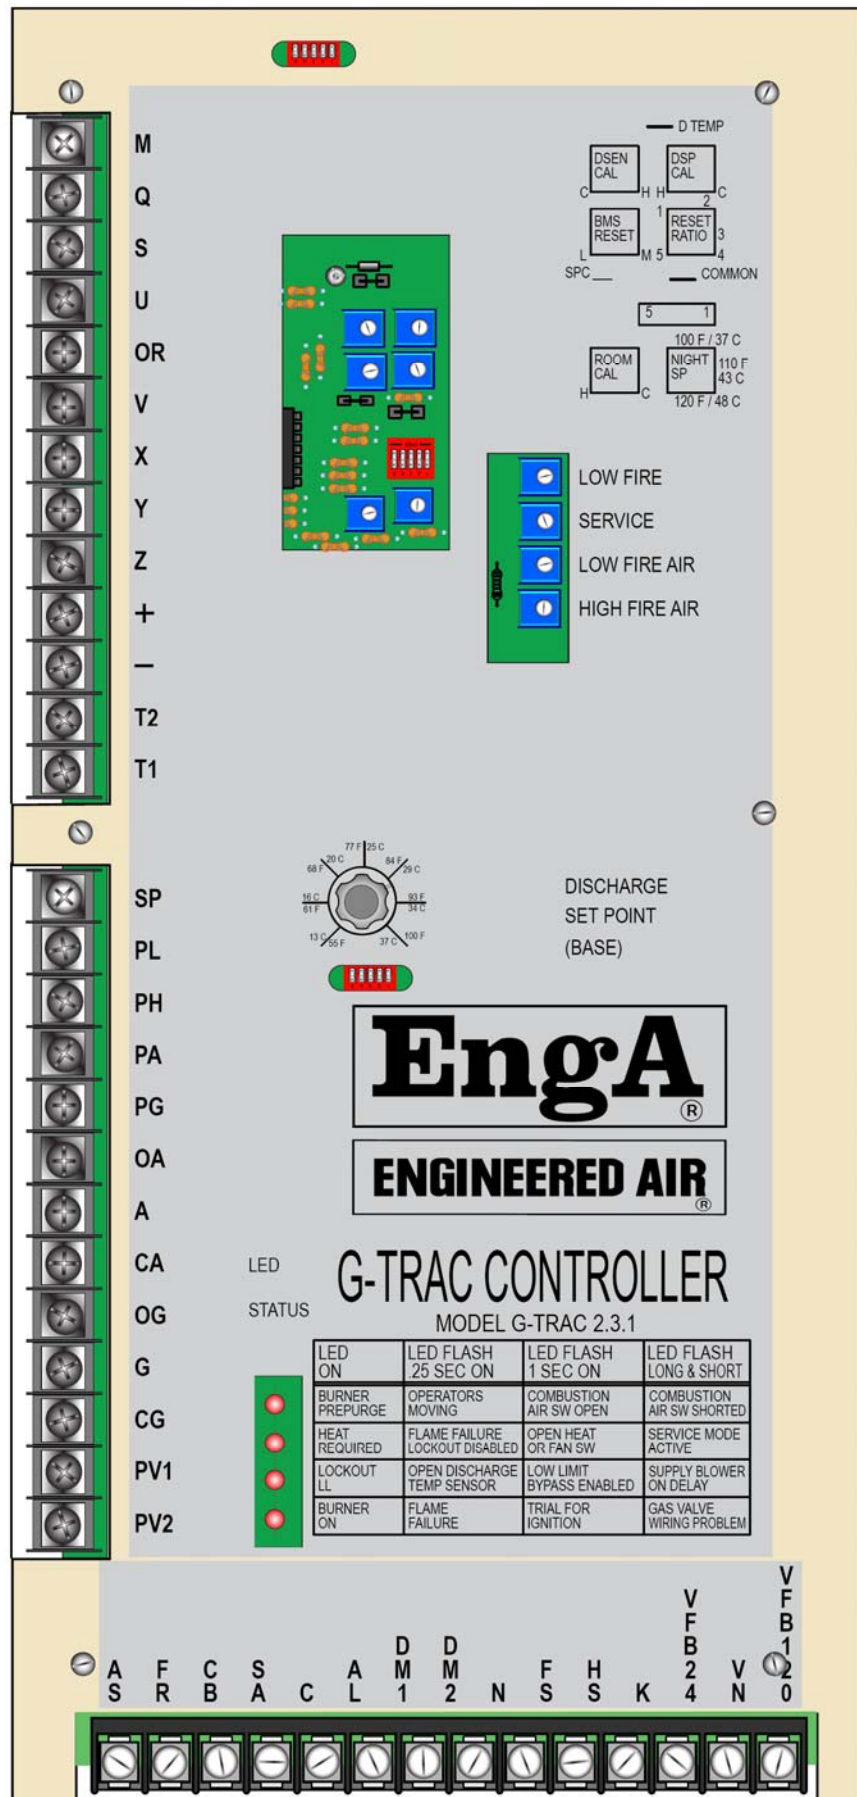 D TEMP
DSEN CAL
DSP CAL
C H H C
2
1
BMS RESET
RESET RATIO
3
L M 5 4
SPC
COMMON
5 1
100 F / 37 C
ROOM CAL
NIGHT SP
110 F
43 C
H C
120 F / 48 C
M
Q
S
U
OR
V
X
Y
Z
+
–
T2
T1
LOW FIRE
SERVICE
LOW FIRE AIR
HIGH FIRE AIR
77 F 25 C
68 F 20 C
84 F 29 C
16 C
61 F
93 F
34 C
13 C 55 F
37 C 100 F
DISCHARGE
SET POINT
(BASE)
SP
PL
PH
PA
PG
OA
A
CA
OG
G
CG
PV1
PV2
EngA®
ENGINEERED AIR®
LED
STATUS
G-TRAC CONTROLLER
MODEL G-TRAC 2.3.1
LED ON
LED FLASH .25 SEC ON
LED FLASH 1 SEC ON
LED FLASH LONG & SHORT
BURNER PREPURGE
OPERATORS MOVING
COMBUSTION AIR SW OPEN
COMBUSTION AIR SW SHORTED
HEAT REQUIRED
FLAME FAILURE LOCKOUT DISABLED
OPEN HEAT OR FAN SW
SERVICE MODE ACTIVE
LOCKOUT LL
OPEN DISCHARGE TEMP SENSOR
LOW LIMIT BYPASS ENABLED
SUPPLY BLOWER ON DELAY
BURNER ON
FLAME FAILURE
TRIAL FOR IGNITION
GAS VALVE WIRING PROBLEM
AS
FR
CB
SA
C
AL
DM1
DM2
N
FS
HS
K
VFB24
VN
VFB120